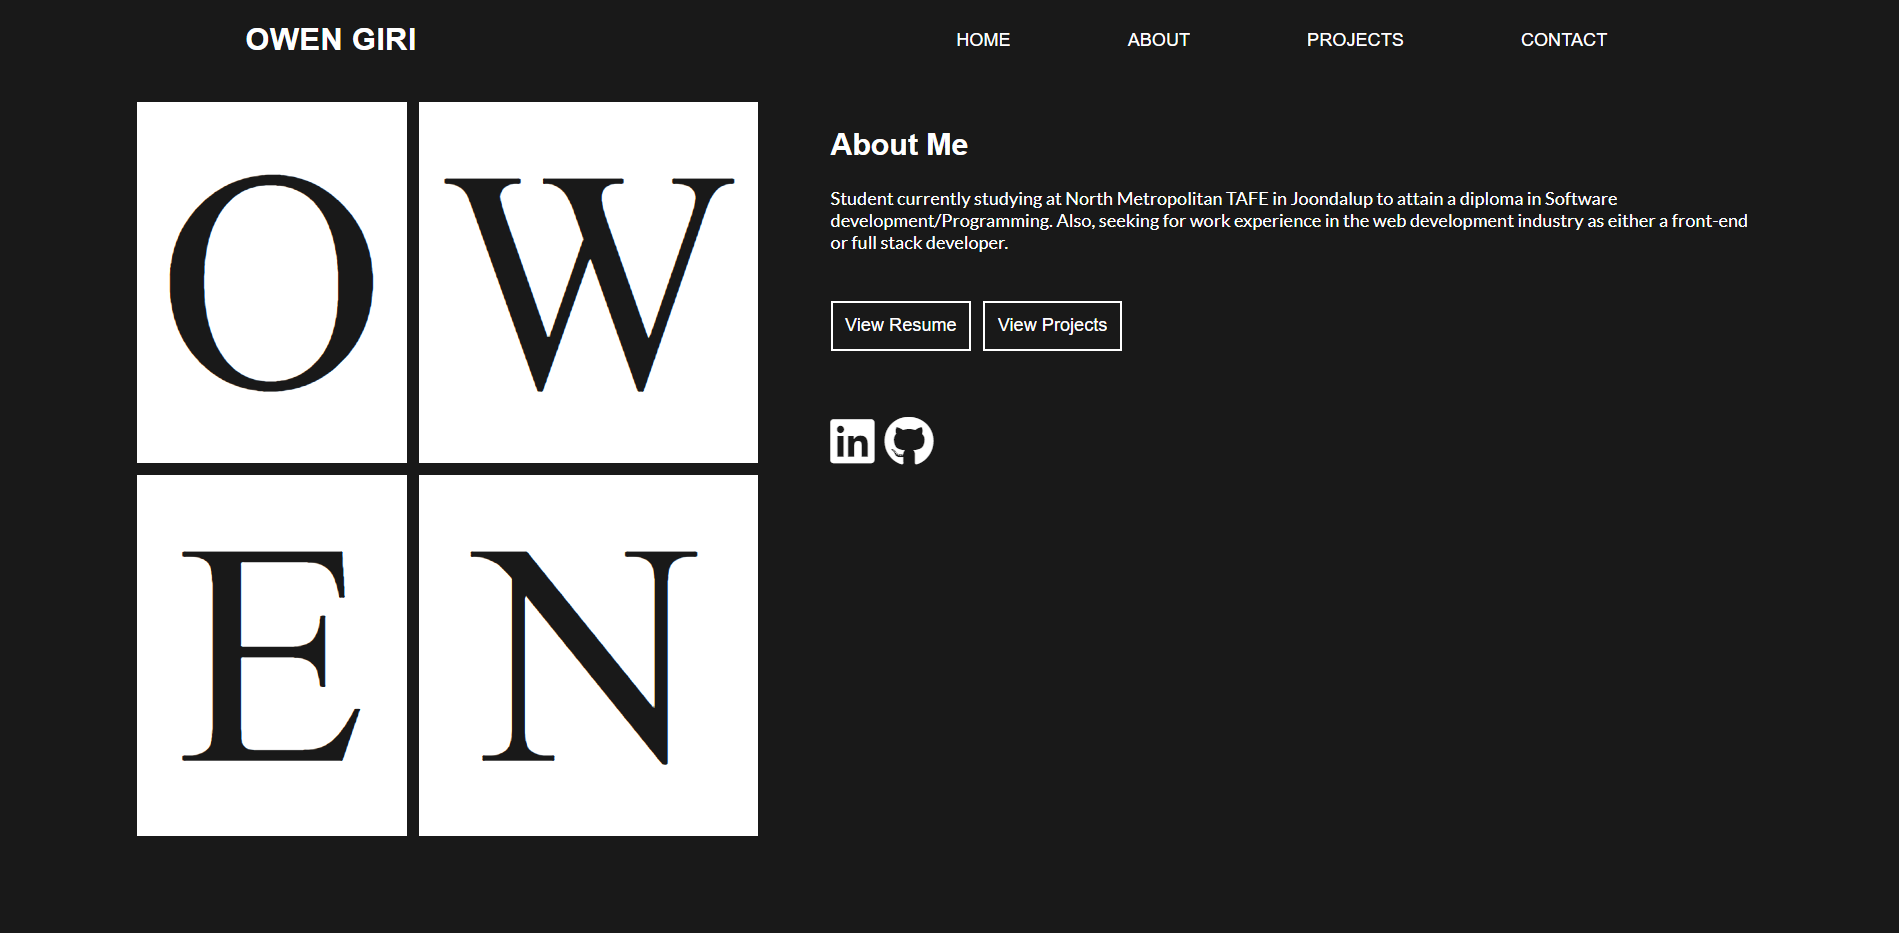 OWEN GIRI
HOME ABOUT PROJECTS CONTACT
O W
E N
About Me
Student currently studying at North Metropolitan TAFE in Joondalup to attain a diploma in Software
development/Programming. Also, seeking for work experience in the web development industry as either a front-end
or full stack developer.
View Resume View Projects
in